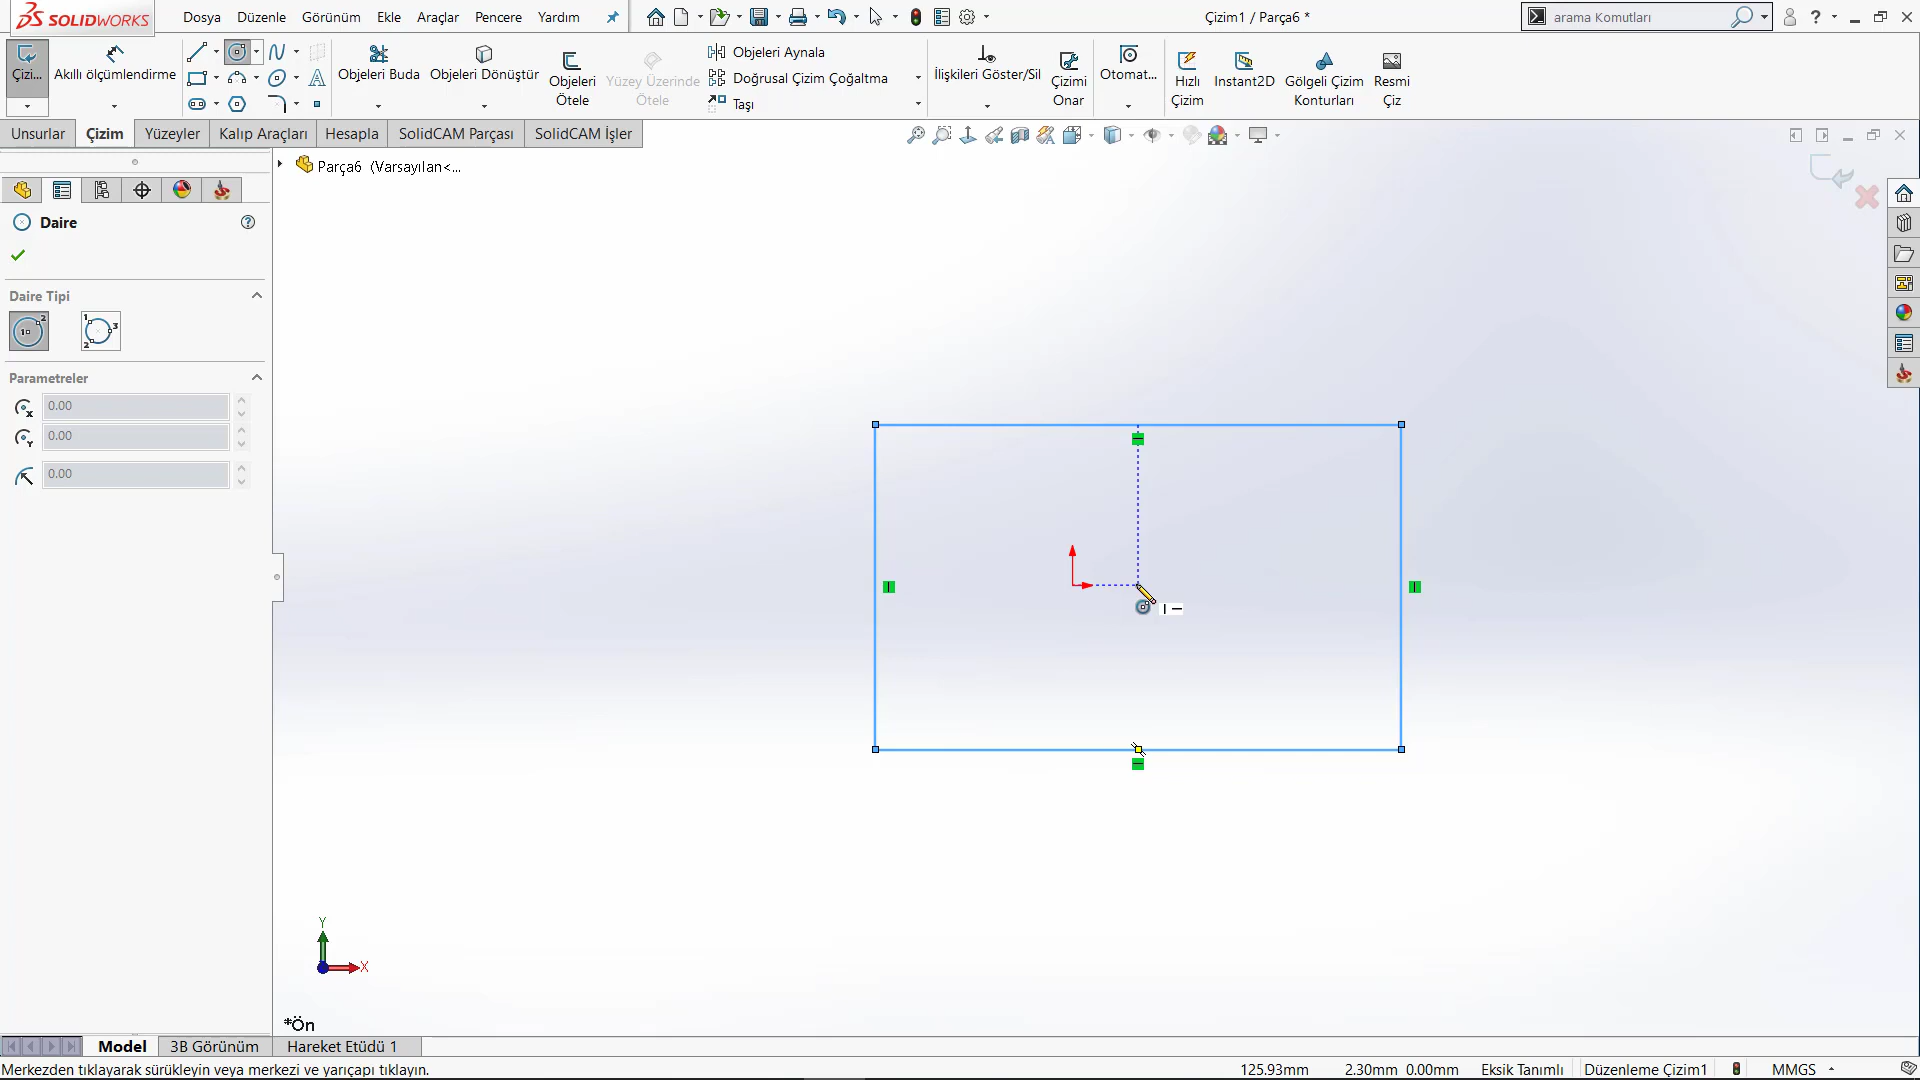 SOLIDWORKS
Dosya Düzenle Görünüm Ekle Araçlar Pencere Yardım
Çizim1 / Parça6 *
arama Komutları
Çizi...
Akıllı ölçümlendirme
Objeleri Buda
Objeleri Dönüştür
Objeleri
Ötele
Yüzey Üzerinde
Ötele
Objeleri Aynala
Doğrusal Çizim Çoğaltma
Taşı
İlişkileri Göster/Sil
Çizimi
Onar
Otomat...
Hızlı
Çizim
Instant2D
Gölgeli Çizim
Konturları
Resmi
Çiz
Unsurlar Çizim Yüzeyler Kalıp Araçları Hesapla SolidCAM Parçası SolidCAM İşler
Parça6 (Varsayılan<...
Daire
Daire Tipi
Parametreler
0.00
0.00
0.00
Y
X
*Ön
Model 3B Görünüm Hareket Etüdü 1
Merkezden tıklayarak sürükleyin veya merkezi ve yarıçapı tıklayın.
125.93mm 2.30mm 0.00mm Eksik Tanımlı Düzenleme Çizim1 MMGS